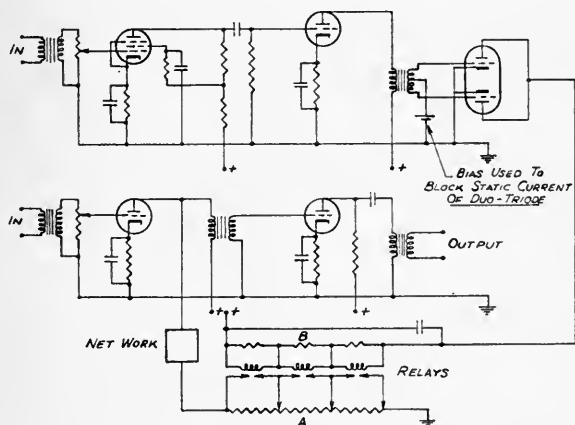 IN
+
+
BIAS USED TO
BLOCK STATIC CURRENT
OF DUO-TRIODE
IN
OUTPUT
+ +
+
NET WORK
B
RELAYS
A